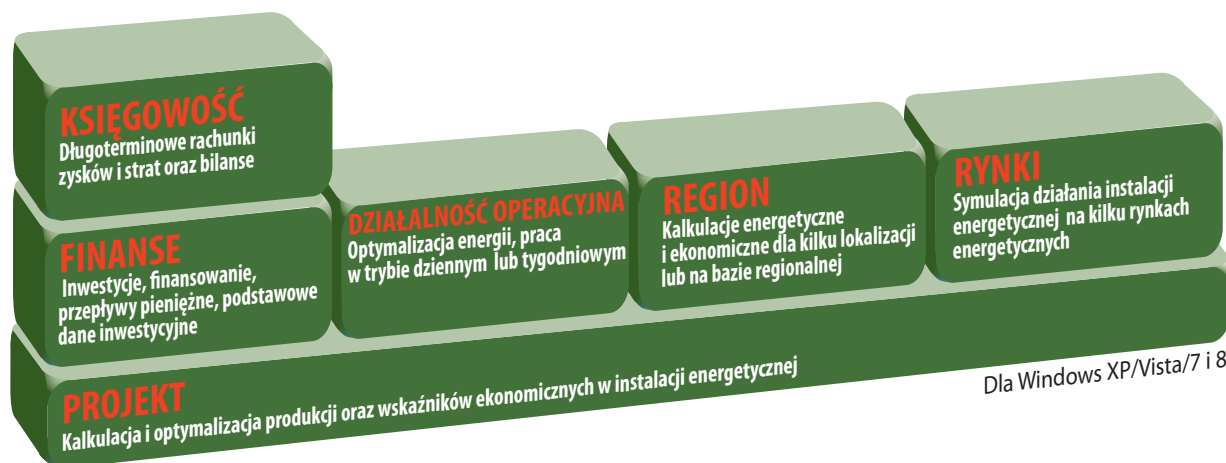 KSIĘGOWOŚĆ
Długoterminowe rachunki
zysków i strat oraz bilanse
FINANSE
Inwestycje, finansowanie,
przepływy pieniężne, podstawowe
dane inwestycyjne
DZIAŁALNOŚĆ OPERACYJNA
Optymalizacja energii, praca
w trybie dziennym lub tygodniowym
REGION
Kalkulacje energetyczne
i ekonomiczne dla kilku lokalizacji
lub na bazie regionalnej
RYNKI
Symulacja działania instalacji
energetycznej na kilku rynkach
energetycznych
PROJEKT
Kalkulacja i optymalizacja produkcji oraz wskaźników ekonomicznych w instalacji energetycznej
Dla Windows XP/Vista/7 i 8